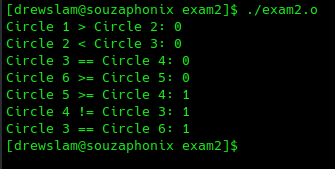 [drewslam@souzaphonix exam2]$ ./exam2.o
Circle 1 > Circle 2: 0
Circle 2 < Circle 3: 0
Circle 3 == Circle 4: 0
Circle 6 >= Circle 5: 0
Circle 5 >= Circle 4: 1
Circle 4 != Circle 3: 1
Circle 3 == Circle 6: 1
[drewslam@souzaphonix exam2]$